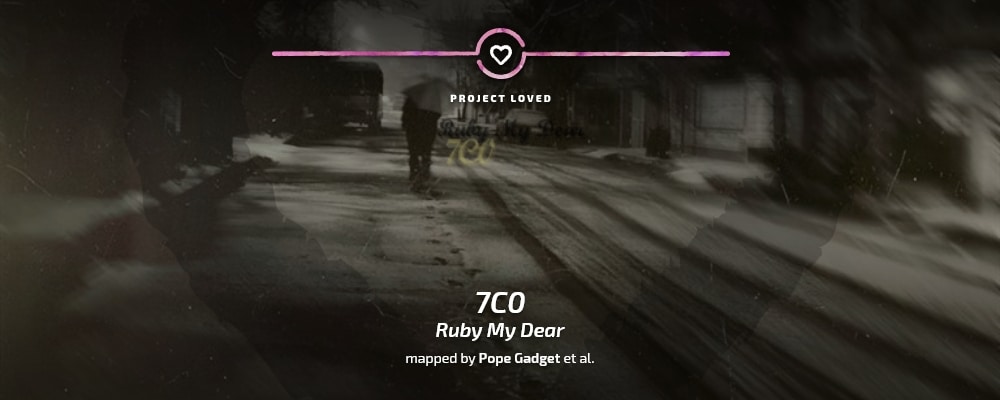 PROJECT LOVED
Ruby My Dear
7C0
7C0
Ruby My Dear
mapped by Pope Gadget et al.